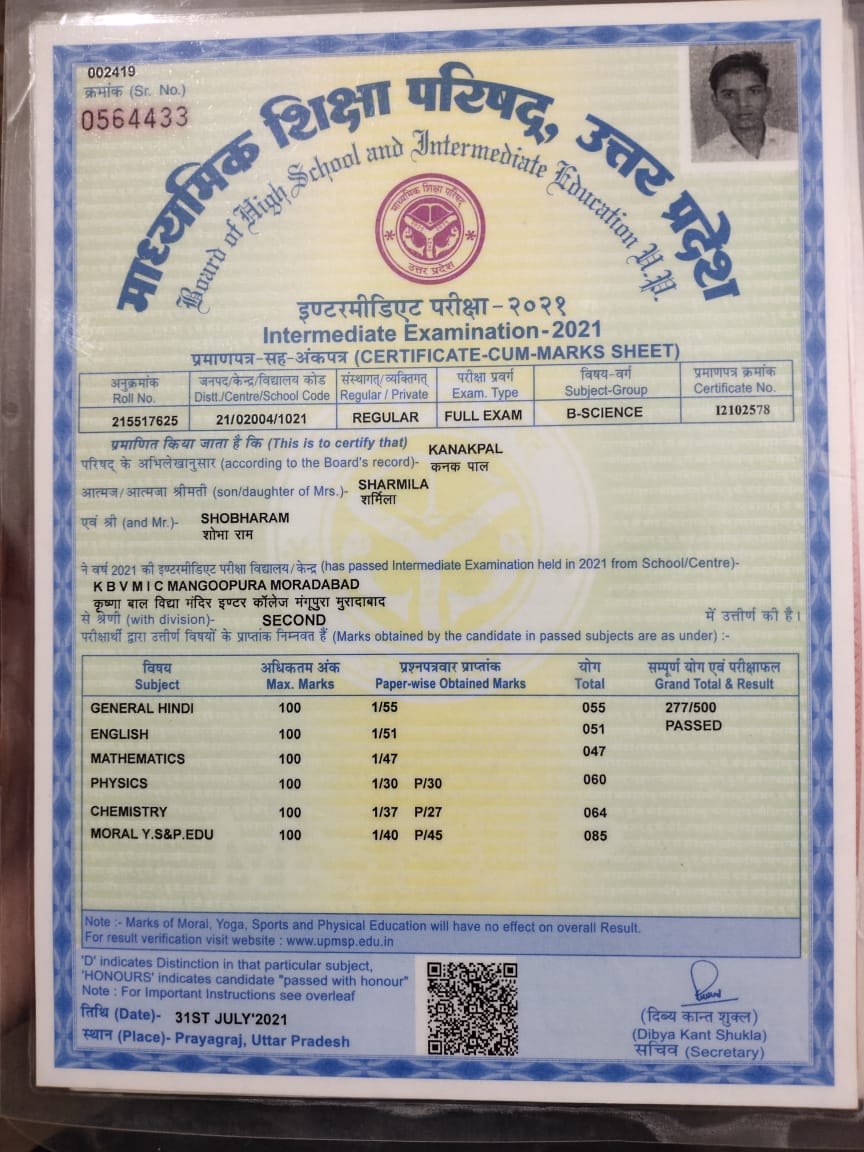 002419
क्रमांक (Sr. No.)
0564433
माध्यमिक शिक्षा परिषद्, उत्तर प्रदेश
Board of High School and Intermediate Education U.P.
माध्यमिक शिक्षा परिषद्
उत्तर प्रदेश
इण्टरमीडिएट परीक्षा-२०२१
Intermediate Examination-2021
प्रमाणपत्र-सह-अंकपत्र (CERTIFICATE-CUM-MARKS SHEET)
अनुक्रमांक जनपद/केन्द्र/विद्यालय कोड संस्थागत/व्यक्तिगत् परीक्षा प्रवर्ग विषय-वर्ग प्रमाणपत्र क्रमांक
Roll No. Distt./Centre/School Code Regular / Private Exam. Type Subject-Group Certificate No.
215517625 21/02004/1021 REGULAR FULL EXAM B-SCIENCE I2102578
प्रमाणित किया जाता है कि (This is to certify that)
परिषद के अभिलेखानुसार (according to the Board's record)- KANAKPAL
कनक पाल
आत्मज/आत्मजा श्रीमती (son/daughter of Mrs.)- SHARMILA
शर्मिला
एवं श्री (and Mr.)- SHOBHARAM
शोभा राम
ने वर्ष 2021 की इण्टरमीडिएट परीक्षा विद्यालय/केन्द्र (has passed Intermediate Examination held in 2021 from School/Centre)-
K B V M I C MANGOOPURA MORADABAD
कृष्णा बाल विद्या मंदिर इण्टर कॉलेज मंगूपुरा मुरादाबाद
से श्रेणी (with division)- SECOND में उत्तीर्ण की है।
परीक्षार्थी द्वारा उत्तीर्ण विषयों के प्राप्तांक निम्नवत हैं (Marks obtained by the candidate in passed subjects are as under) :-
विषय अधिकतम अंक प्रश्नपत्रवार प्राप्तांक योग सम्पूर्ण योग एवं परीक्षाफल
Subject Max. Marks Paper-wise Obtained Marks Total Grand Total & Result
GENERAL HINDI 100 1/55 055 277/500
ENGLISH 100 1/51 051 PASSED
MATHEMATICS 100 1/47 047
PHYSICS 100 1/30 P/30 060
CHEMISTRY 100 1/37 P/27 064
MORAL Y.S&P.EDU 100 1/40 P/45 085
Note :- Marks of Moral, Yoga, Sports and Physical Education will have no effect on overall Result.
For result verification visit website : www.upmsp.edu.in
'D' indicates Distinction in that particular subject,
'HONOURS' indicates candidate "passed with honour"
Note : For Important Instructions see overleaf
तिथि (Date)- 31ST JULY'2021
स्थान (Place)- Prayagraj, Uttar Pradesh
(दिब्य कान्त शुक्ल)
(Dibya Kant Shukla)
सचिव (Secretary)